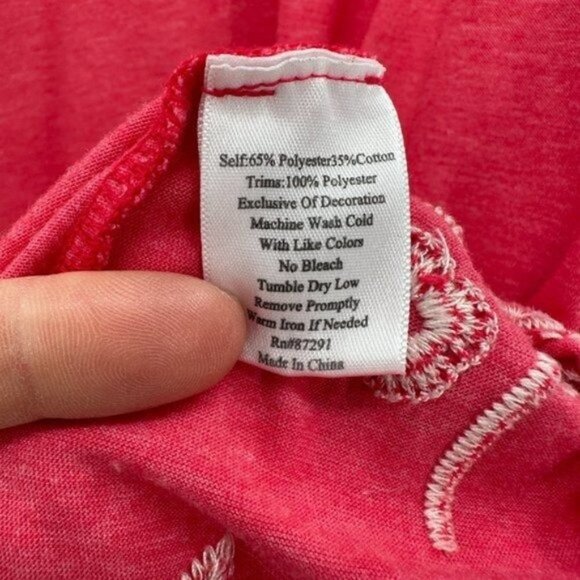 Self:65% Polyester35%Cotton
Trims:100% Polyester
Exclusive Of Decoration
Machine Wash Cold
With Like Colors
No Bleach
Tumble Dry Low
Remove Promptly
Warm Iron If Needed
Rn#87291
Made In China